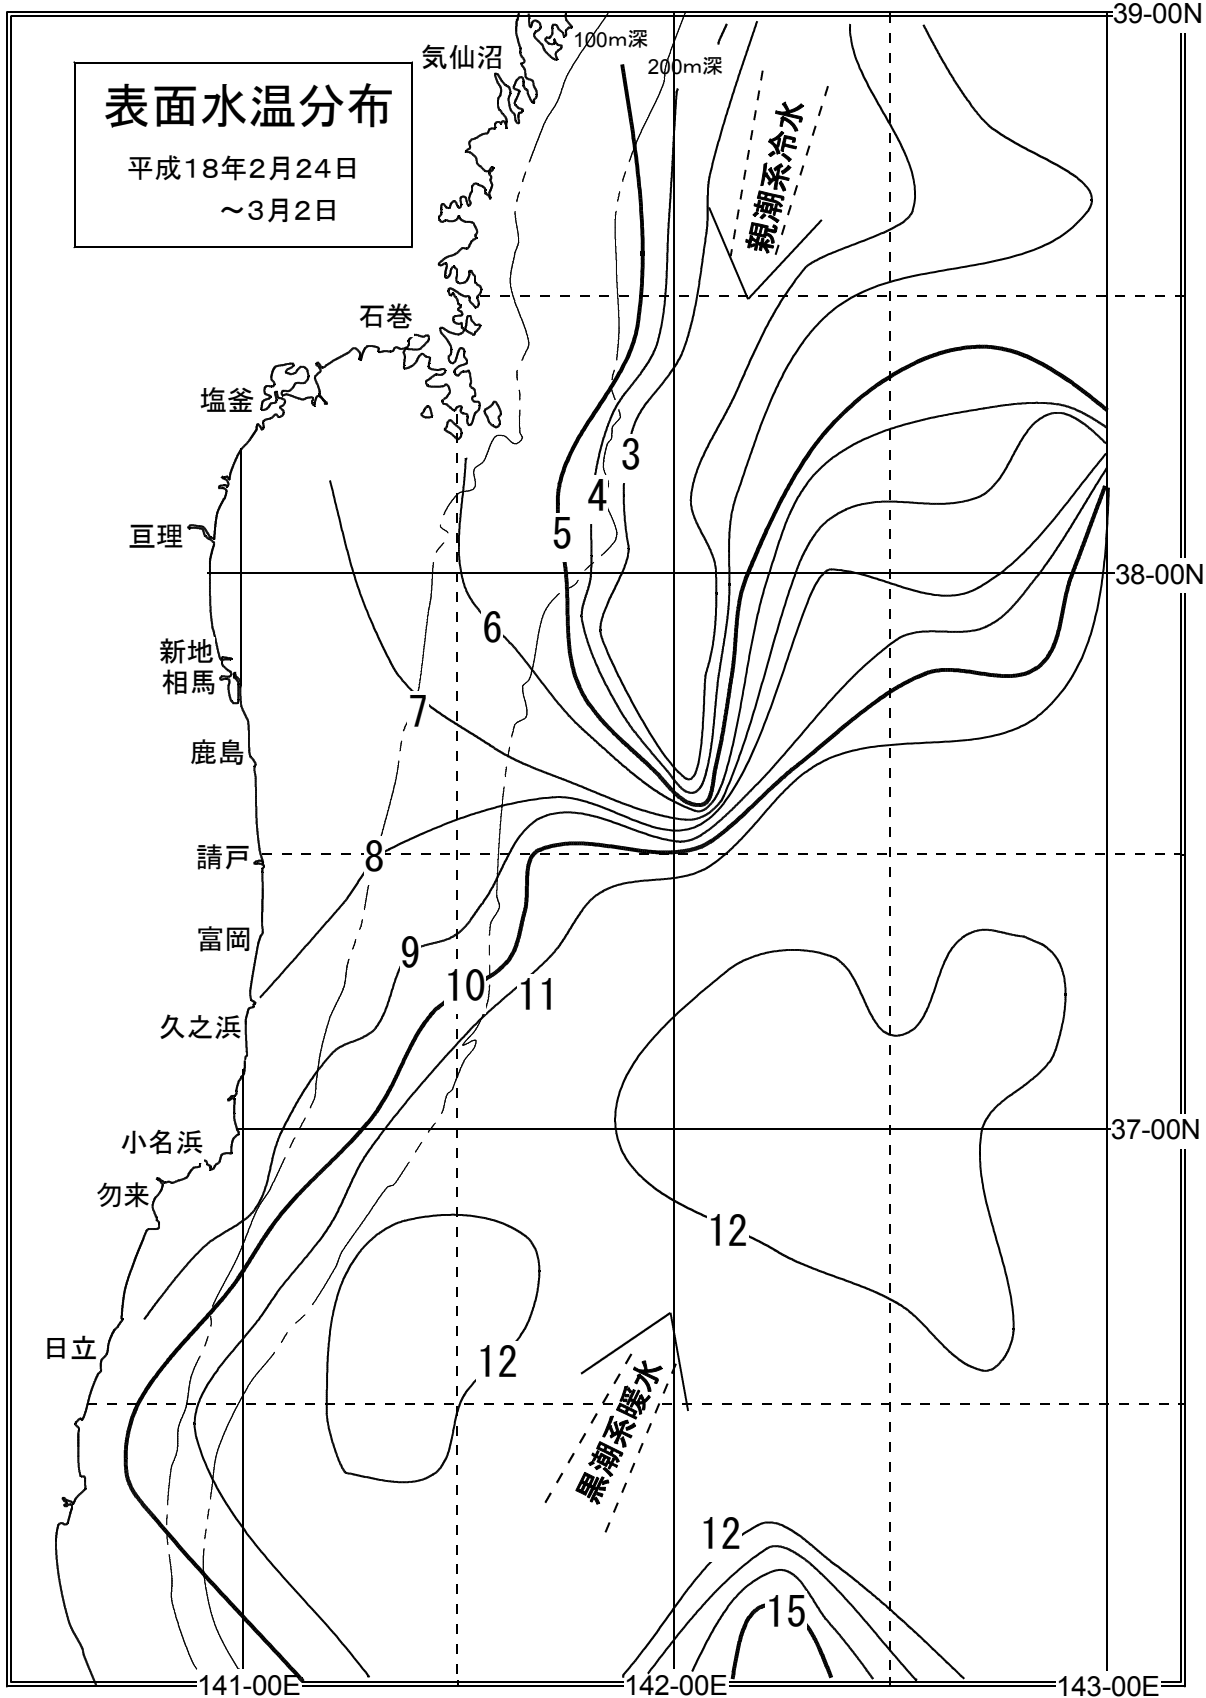 39-00N
100m深
気仙沼
200m深
表面水温分布
平成18年2月24日
～3月2日
親潮系冷水
石巻
塩釜
3
4
5
亘理
38-00N
6
新地
相馬
7
鹿島
8
請戸
富岡
9
10
11
久之浜
37-00N
小名浜
勿来
12
日立
12
黒潮系暖水
12
15
141-00E
142-00E
143-00E